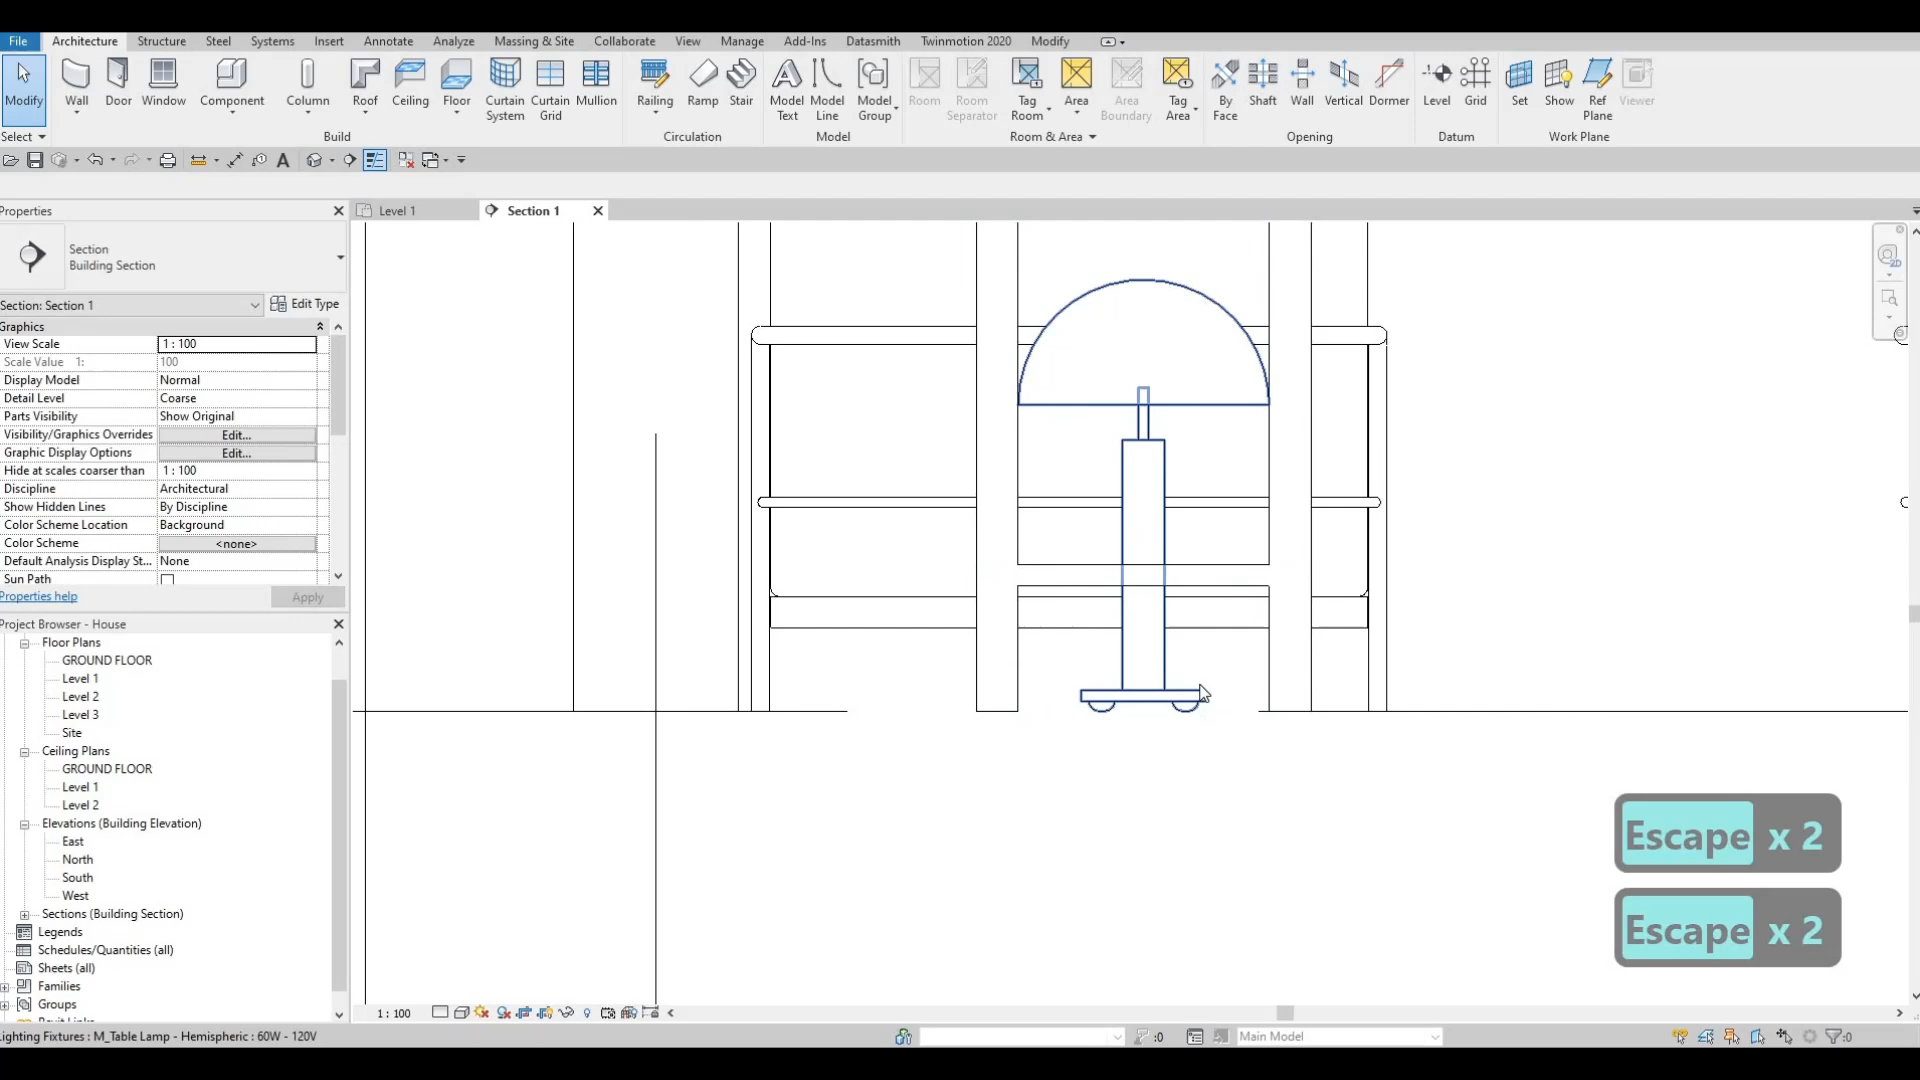 File Architecture Structure Steel Systems Insert Annotate Analyze Massing & Site Collaborate View Manage Add-Ins Datasmith Twinmotion 2020 Modify
Modify Wall Door Window Component Column Roof Ceiling Floor Curtain System Curtain Grid Mullion Railing Ramp Stair Model Text Model Line Model Group Room Room Separator Tag Room Area Area Boundary Tag Area By Face Shaft Wall Vertical Dormer Level Grid Set Show Ref Plane Viewer
Select Build Circulation Model Room & Area Opening Datum Work Plane
Properties
Level 1 Section 1
Section
Building Section
Section: Section 1 Edit Type
Graphics
View Scale 1 : 100
Scale Value 1: 100
Display Model Normal
Detail Level Coarse
Parts Visibility Show Original
Visibility/Graphics Overrides Edit...
Graphic Display Options Edit...
Hide at scales coarser than 1 : 100
Discipline Architectural
Show Hidden Lines By Discipline
Color Scheme Location Background
Color Scheme <none>
Default Analysis Display St... None
Sun Path
Properties help Apply
Project Browser - House
Floor Plans
GROUND FLOOR
Level 1
Level 2
Level 3
Site
Ceiling Plans
GROUND FLOOR
Level 1
Level 2
Elevations (Building Elevation)
East
North
South
West
Sections (Building Section)
Legends
Schedules/Quantities (all)
Sheets (all)
Families
Groups
Escape x 2
Escape x 2
1 : 100
ighting Fixtures : M_Table Lamp - Hemispheric : 60W - 120V
:0
Main Model
:0